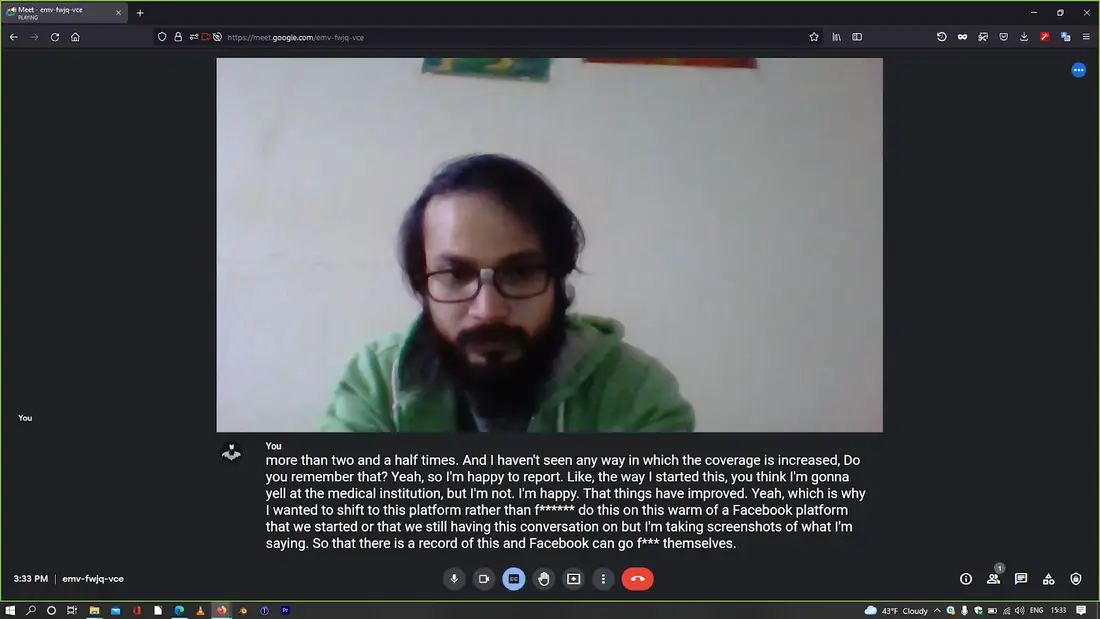 Meet - emv-fwjq-vce
PLAYING
https://meet.google.com/emv-fwjq-vce
You
You
more than two and a half times. And I haven't seen any way in which the coverage is increased, Do
you remember that? Yeah, so I'm happy to report. Like, the way I started this, you think I'm gonna
yell at the medical institution, but I'm not. I'm happy. That things have improved. Yeah, which is why
I wanted to shift to this platform rather than f****** do this on this warm of a Facebook platform
that we started or that we still having this conversation on but I'm taking screenshots of what I'm
saying. So that there is a record of this and Facebook can go f*** themselves.
3:33 PM | emv-fwjq-vce
CC
1
43°F Cloudy
ENG
15:33